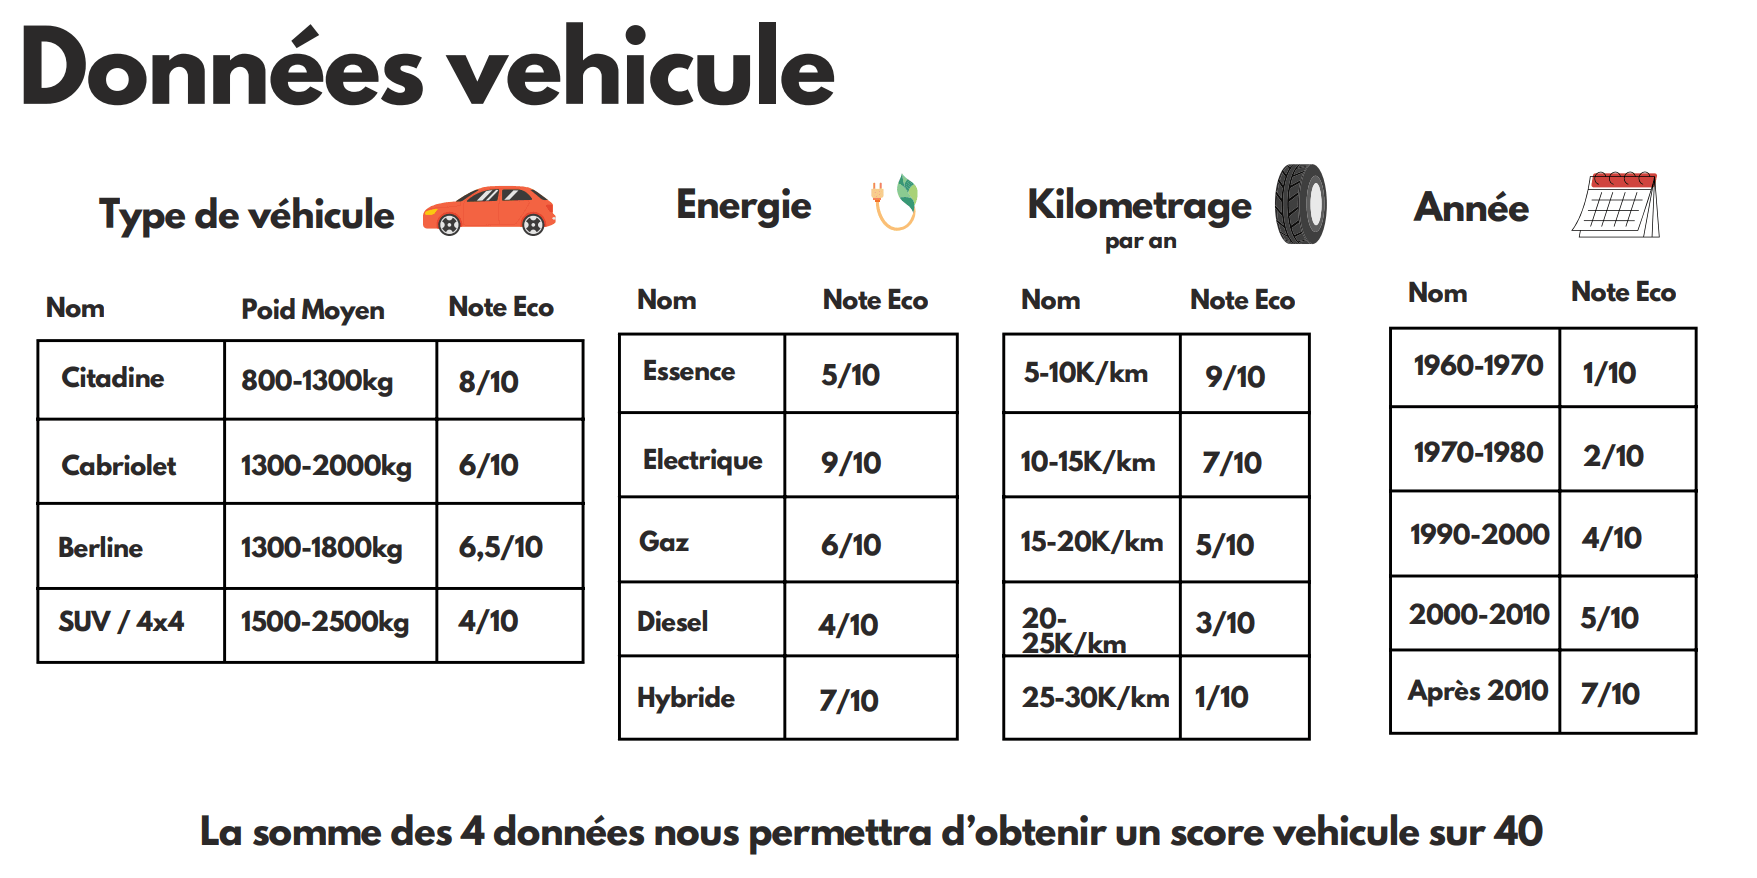 Données vehicule
Type de véhicule
Nom Poid Moyen Note Eco
Citadine 800-1300kg 8/10
Cabriolet 1300-2000kg 6/10
Berline 1300-1800kg 6,5/10
SUV / 4x4 1500-2500kg 4/10
Energie
Nom Note Eco
Essence 5/10
Electrique 9/10
Gaz 6/10
Diesel 4/10
Hybride 7/10
Kilometrage
par an
Nom Note Eco
5-10K/km 9/10
10-15K/km 7/10
15-20K/km 5/10
20-
25K/km 3/10
25-30K/km 1/10
Année
Nom Note Eco
1960-1970 1/10
1970-1980 2/10
1990-2000 4/10
2000-2010 5/10
Après 2010 7/10
La somme des 4 données nous permettra d’obtenir un score vehicule sur 40